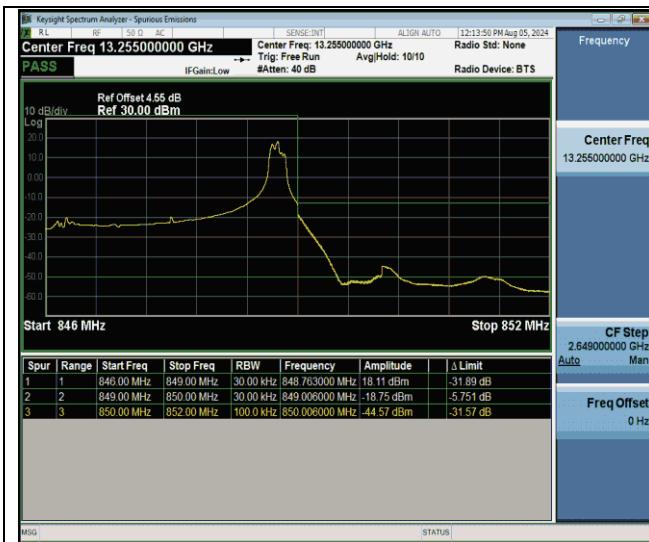 Keysight Spectrum Analyzer - Spurious Emissions
RL RF 50 Ω AC SENSE:INT ALIGN AUTO 12:13:50 PM Aug 05, 2024
Center Freq 13.255000000 GHz Center Freq: 13.255000000 GHz Radio Std: None Frequency
Trig: Free Run Avg|Hold: 10/10
PASS IFGain:Low #Atten: 40 dB Radio Device: BTS
Ref Offset 4.55 dB
10 dB/div Ref 30.00 dBm
Log
20.0
10.0
0.00
-10.0
-20.0
-30.0
-40.0
-50.0
-60.0
Start 846 MHz Stop 852 MHz
Spur Range Start Freq Stop Freq RBW Frequency Amplitude Δ Limit
1 1 846.00 MHz 849.00 MHz 30.00 kHz 848.763000 MHz 18.11 dBm -31.89 dB
2 2 849.00 MHz 850.00 MHz 30.00 kHz 849.006000 MHz -18.75 dBm -5.751 dB
3 3 850.00 MHz 852.00 MHz 100.0 kHz 850.006000 MHz -44.57 dBm -31.57 dB
Center Freq
13.255000000 GHz
CF Step
2.649000000 GHz
Auto Man
Freq Offset
0 Hz
MSG STATUS